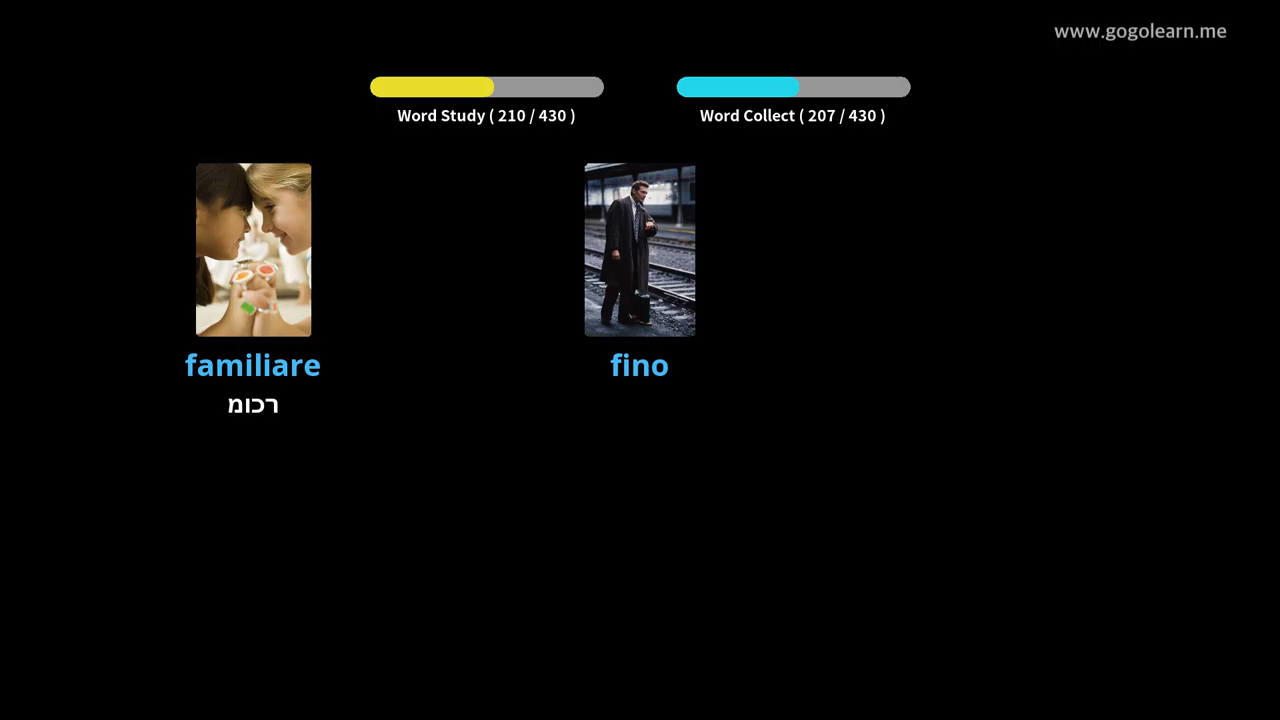 www.gogolearn.me
Word Study ( 210 / 430 )
Word Collect ( 207 / 430 )
familiare
רכומ
fino